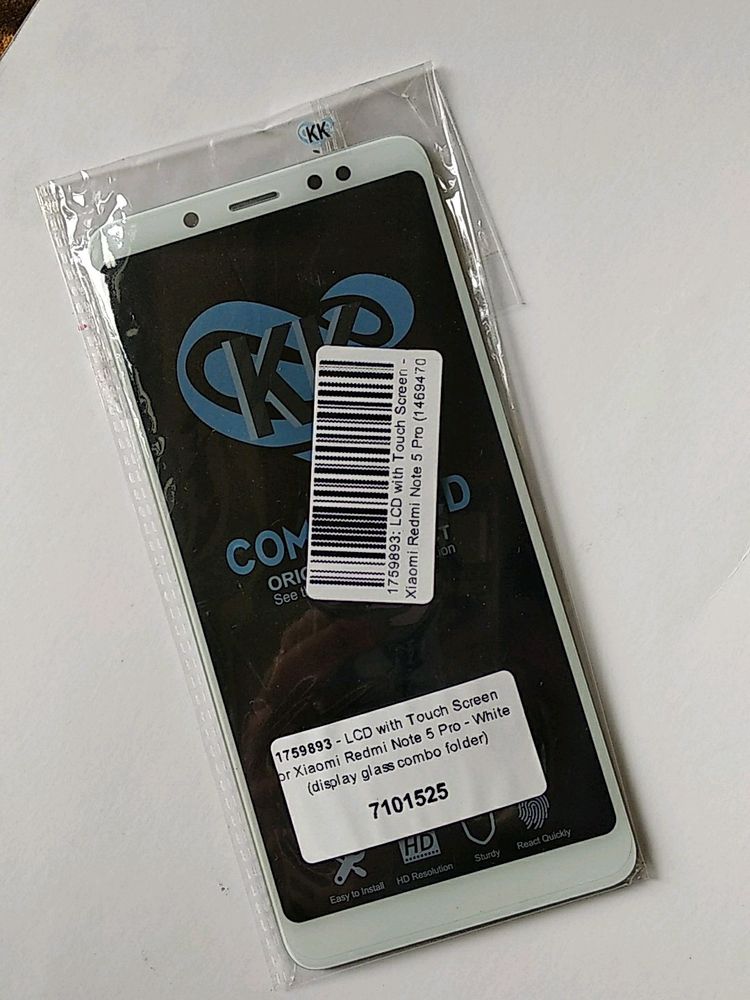 KK
KK
COM
D
ORIG
T
See t
ion
1759893: LCD with Touch Screen -
Xiaomi Redmi Note 5 Pro (1469470
1759893 - LCD with Touch Screen
or Xiaomi Redmi Note 5 Pro - White
(display glass combo folder)
7101525
HD
Easy to Install
HD Resolution
Sturdy
React Quickly